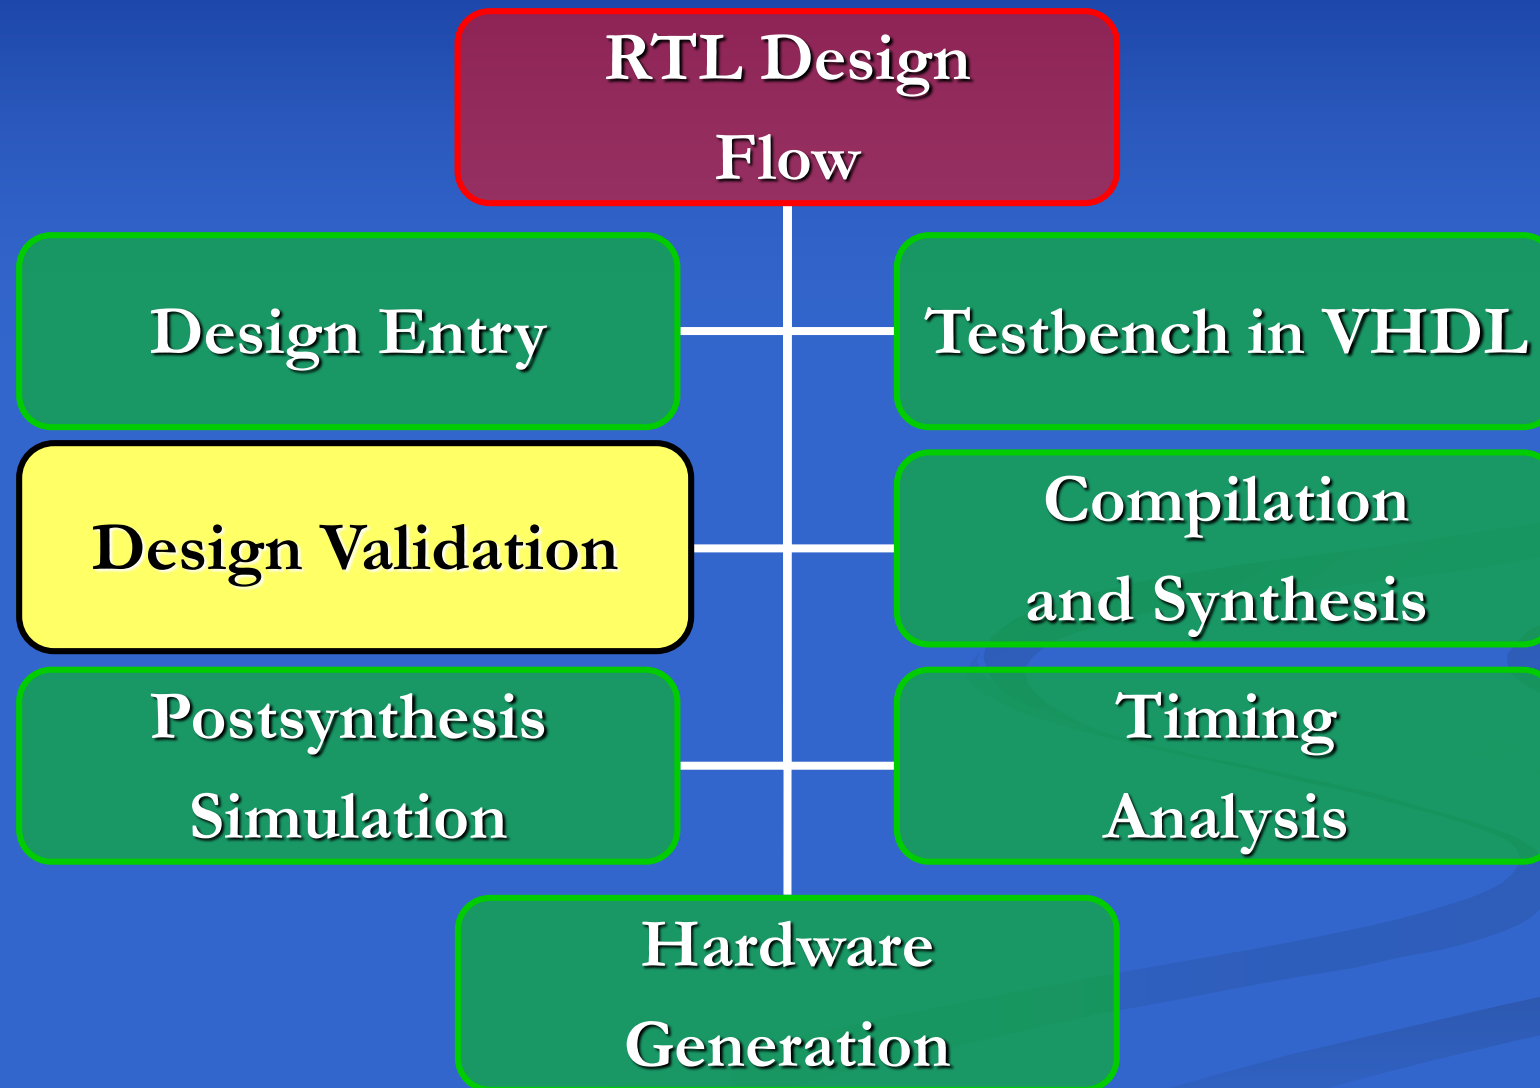 RTL Design
Flow
Design Entry
Testbench in VHDL
Design Validation
Compilation
and Synthesis
Postsynthesis
Simulation
Timing
Analysis
Hardware
Generation